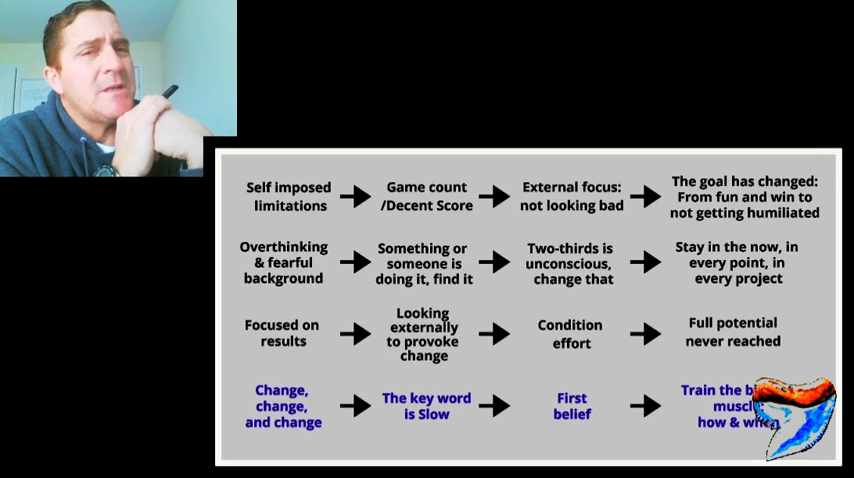 Self imposed
limitations
Game count
/Decent Score
External focus:
not looking bad
The goal has changed:
From fun and win to
not getting humiliated
Overthinking
& fearful
background
Something or
someone is
doing it, find it
Two-thirds is
unconscious,
change that
Stay in the now, in
every point, in
every project
Focused on
results
Looking
externally
to provoke
change
Condition
effort
Full potential
never reached
Change,
change,
and change
The key word
is Slow
First
belief
Train the
how &